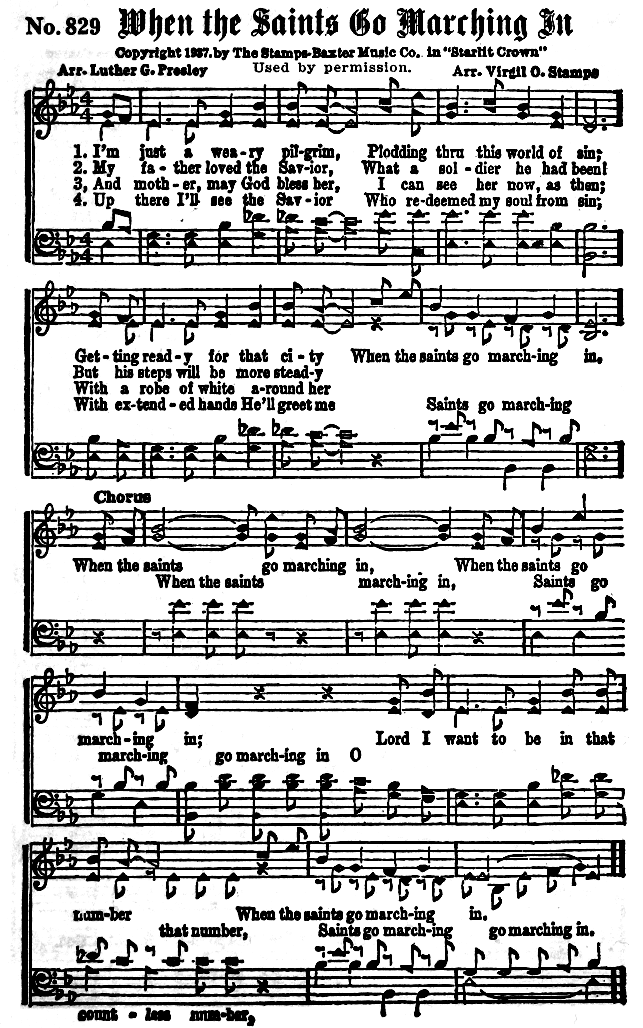 No. 829 When the Saints Go Marching In
Copyright 1937, by The Stamps-Baxter Music Co. in "Starlit Crown"
Arr. Luther G. Presley Used by permission. Arr. Virgil O. Stamps
1. I'm just a wea-ry pil-grim, Plodding thru this world of sin;
2. My fa-ther loved the Sav-ior, What a sol-dier he had been!
3, And moth-er, may God bless her, I can see her now, as then;
4. Up there I'll see the Sav-ior Who re-deemed my soul from sin;
Get-ting read-y for that ci-ty When the saints go march-ing in.
But his steps will be more stead-y
With a robe of white a-round her
With ex-tend-ed hands He'll greet me Saints go march-ing
Chorus
When the saints go marching in, When the saints go
When the saints march-ing in, Saints go
march-ing in; Lord I want to be in that
march-ing go march-ing in O
num-ber When the saints go march-ing in.
that number, Saints go march-ing go marching in.
count - less num-ber,